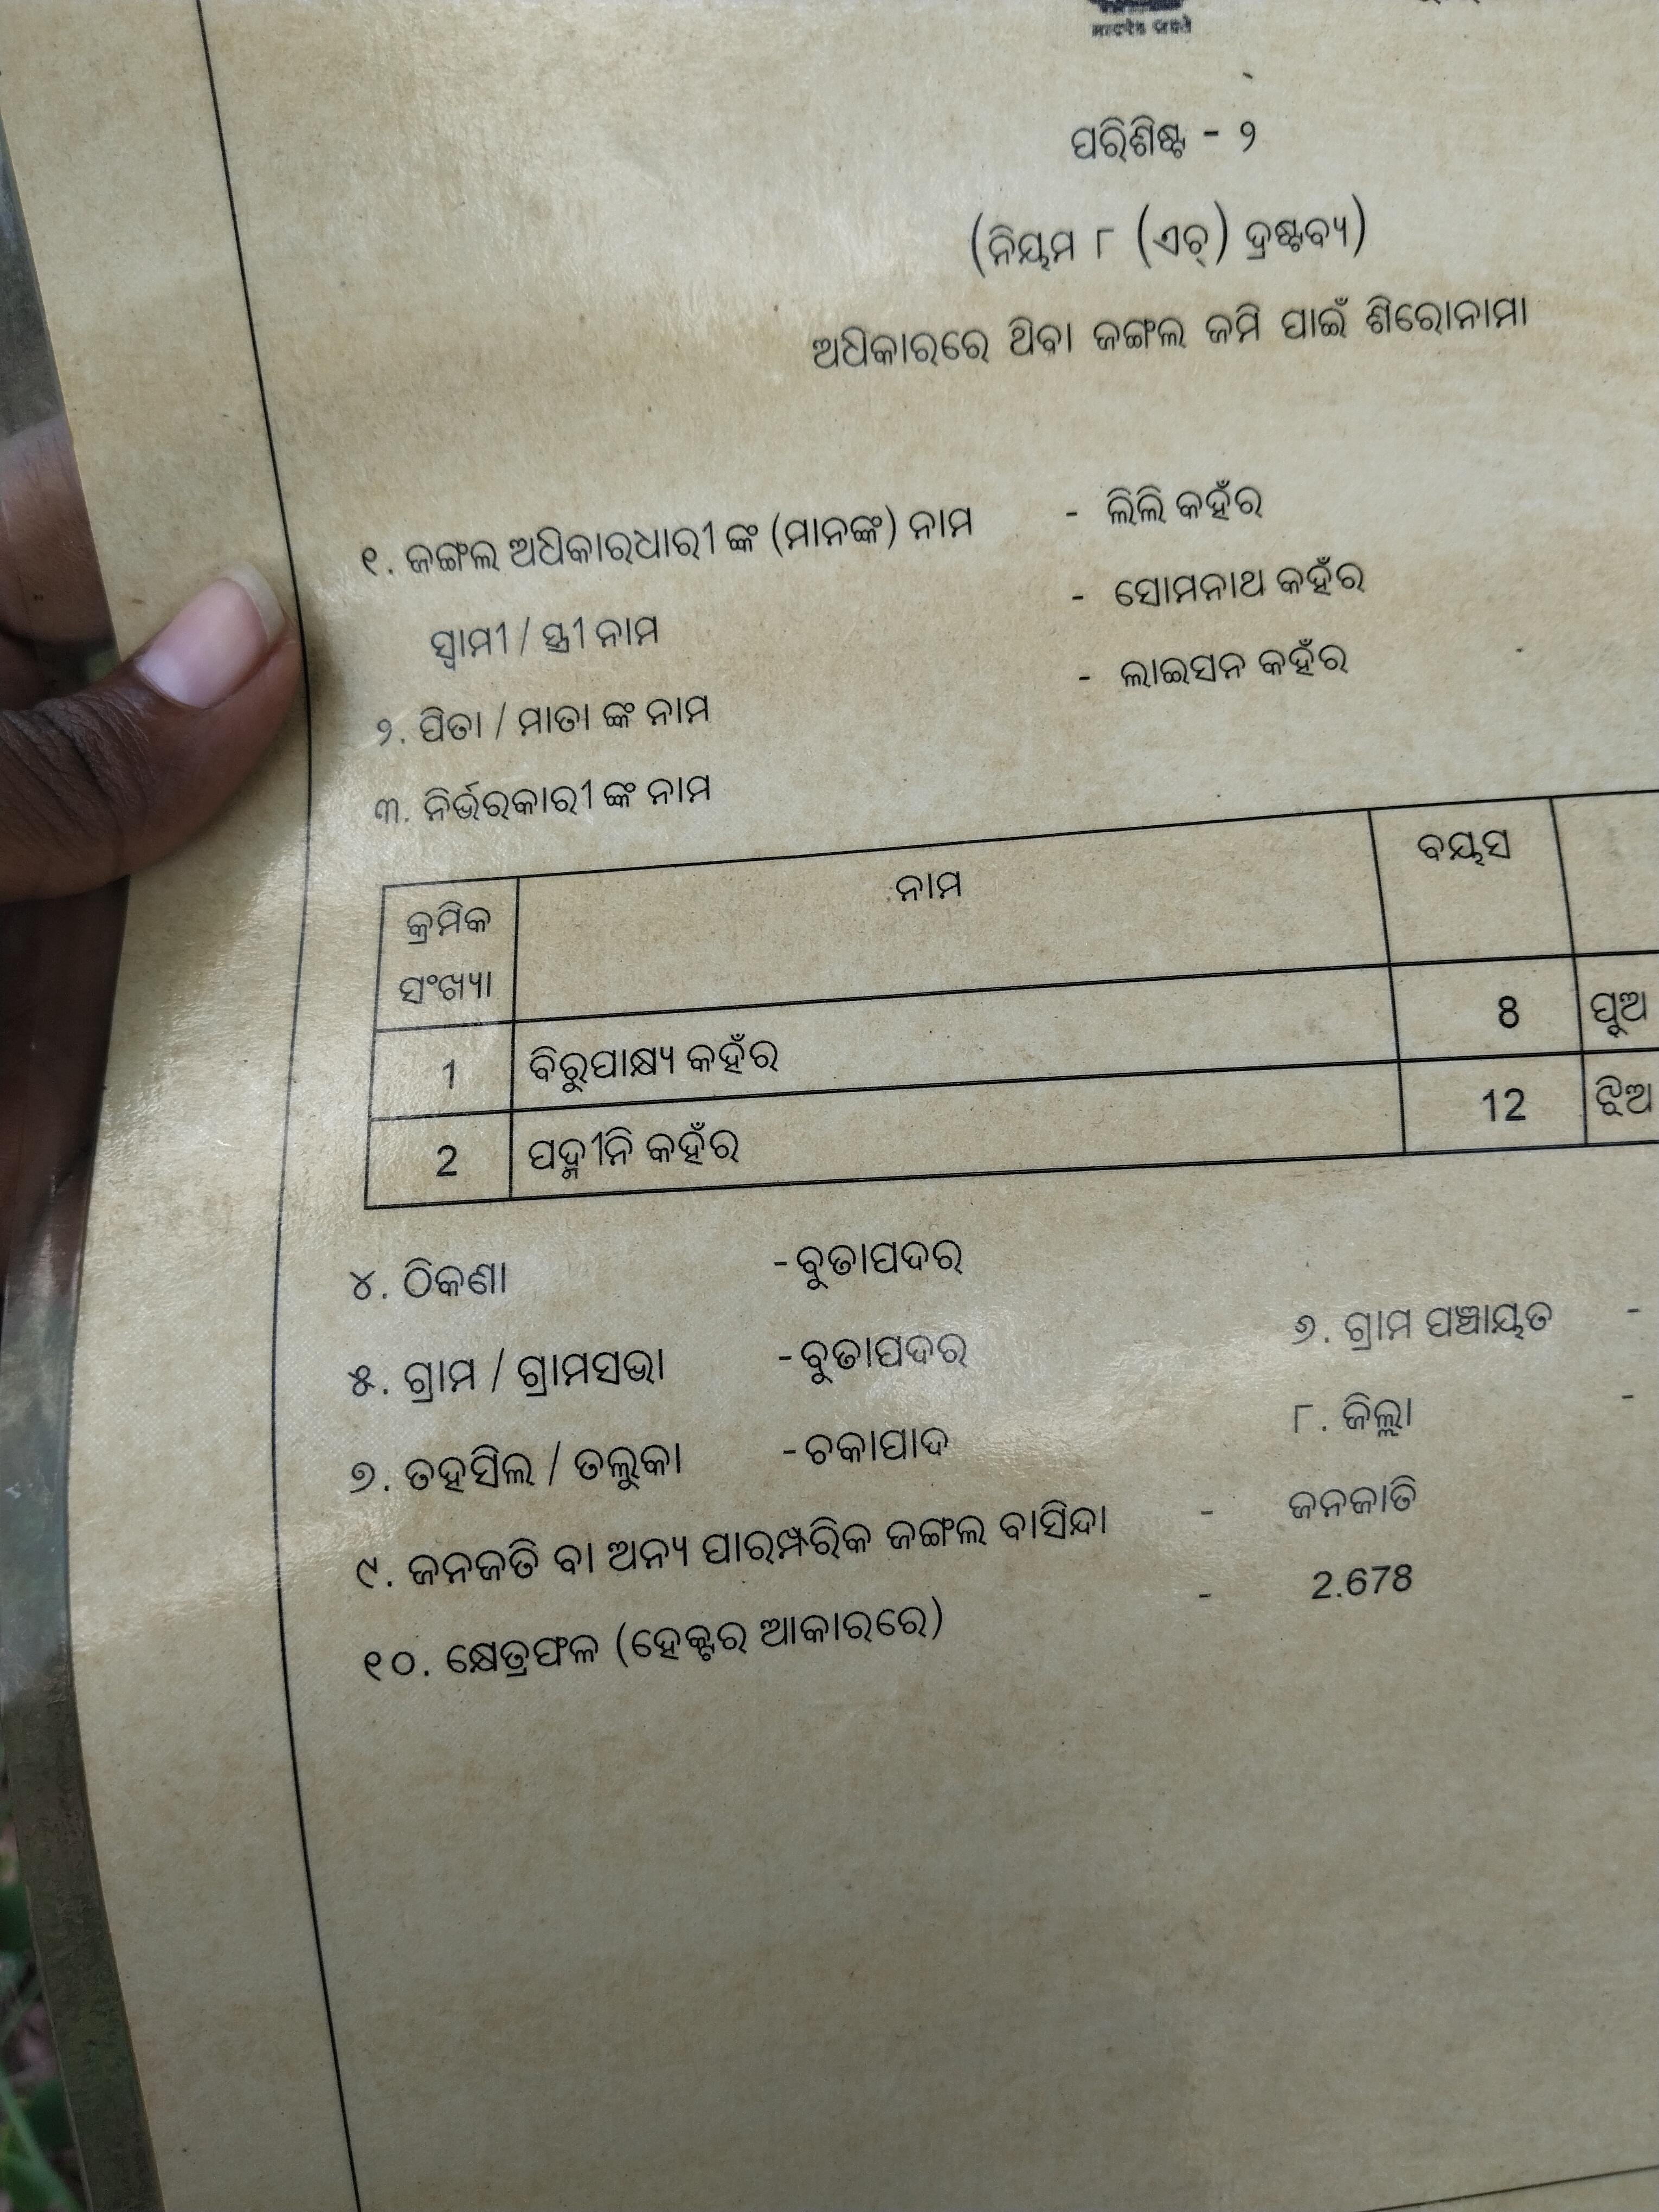 सत्यमेव जयते
ପରିଶିଷ୍ଟ - ୨
(ନିୟମ ୮ (ଏଚ୍) ଦ୍ରଷ୍ଟବ୍ୟ)
ଅଧିକାରରେ ଥିବା ଜଙ୍ଗଲ ଜମି ପାଇଁ ଶିରୋନାମା
୧. ଜଙ୍ଗଲ ଅଧିକାରଧାରୀ ଙ୍କ (ମାନଙ୍କ) ନାମ - ଲିଲି କହଁର
ସ୍ୱାମୀ / ସ୍ତ୍ରୀ ନାମ - ସୋମନାଥ କହଁର
୨. ପିତା / ମାତା ଙ୍କ ନାମ - ଲାଇସନ କହଁର
୩. ନିର୍ଭରକାରୀ ଙ୍କ ନାମ
କ୍ରମିକ ସଂଖ୍ୟା ନାମ ବୟସ
1 ବିରୁପାକ୍ଷ୍ୟ କହଁର 8 ପୁଅ
2 ପଦ୍ମୀନି କହଁର 12 ଝିଅ
୪. ଠିକଣା - ବୁତାପଦର
୫. ଗ୍ରାମ / ଗ୍ରାମସଭା - ବୁତାପଦର ୬. ଗ୍ରାମ ପଞ୍ଚାୟତ -
୭. ତହସିଲ / ତଲୁକା - ଚକାପାଦ ୮. ଜିଲ୍ଲା -
୯. ଜନଜତି ବା ଅନ୍ୟ ପାରମ୍ପରିକ ଜଙ୍ଗଲ ବାସିନ୍ଦା - ଜନଜାତି
୧୦. କ୍ଷେତ୍ରଫଳ (ହେକ୍ଟର ଆକାରରେ) - 2.678